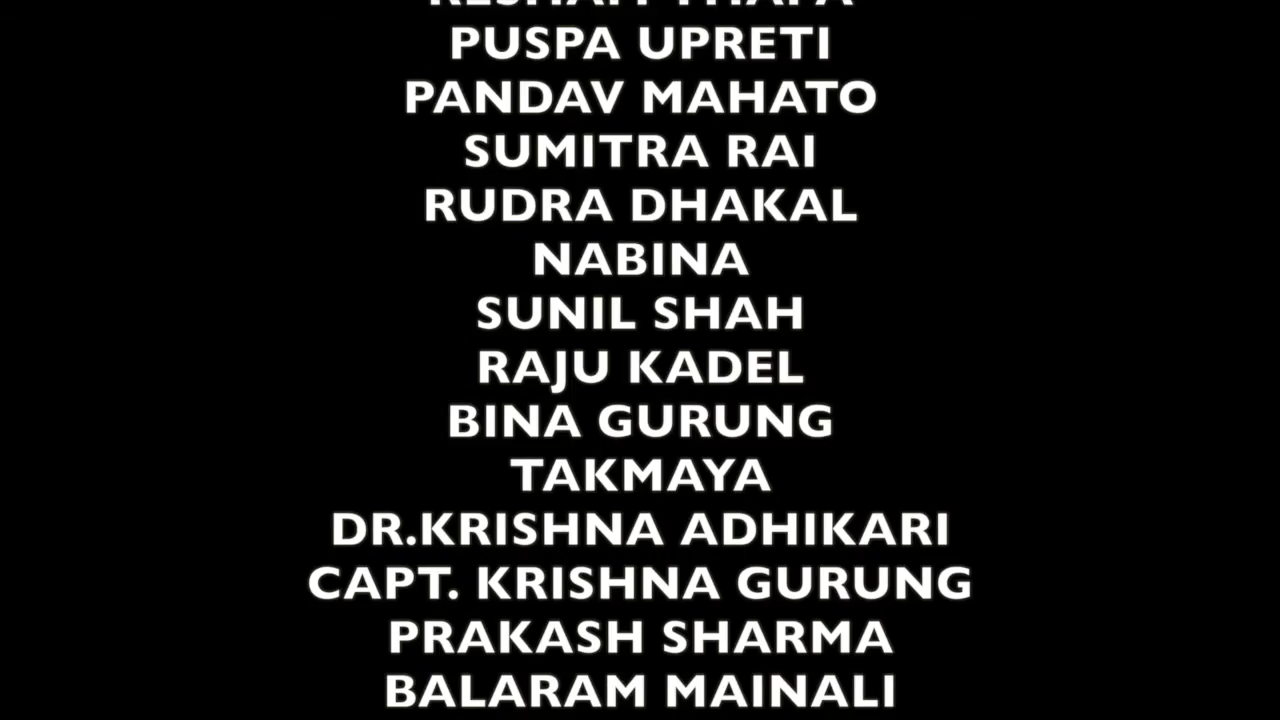 PUSPA UPRETI
PANDAV MAHATO
SUMITRA RAI
RUDRA DHAKAL
NABINA
SUNIL SHAH
RAJU KADEL
BINA GURUNG
TAKMAYA
DR.KRISHNA ADHIKARI
CAPT. KRISHNA GURUNG
PRAKASH SHARMA
BALARAM MAINALI